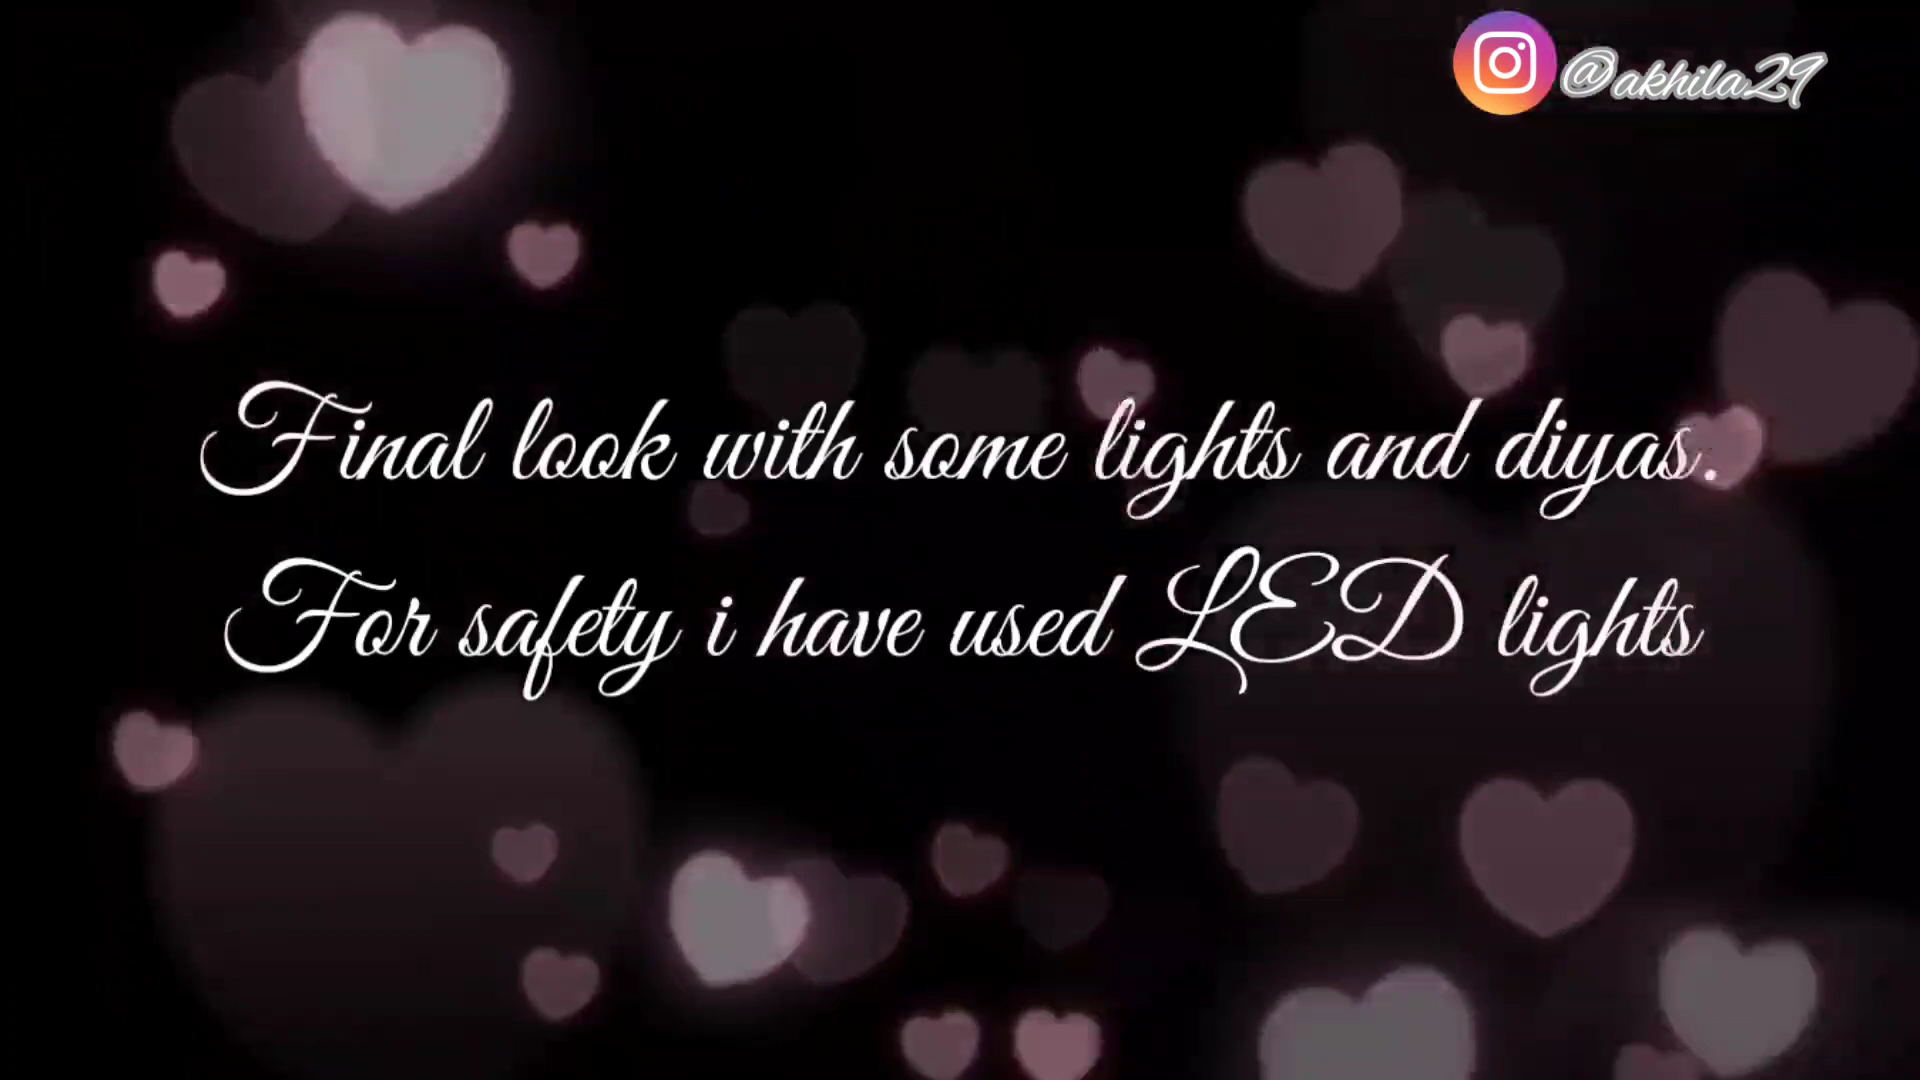 @akhila29
Final look with some lights and diyas.
For safety i have used LED lights